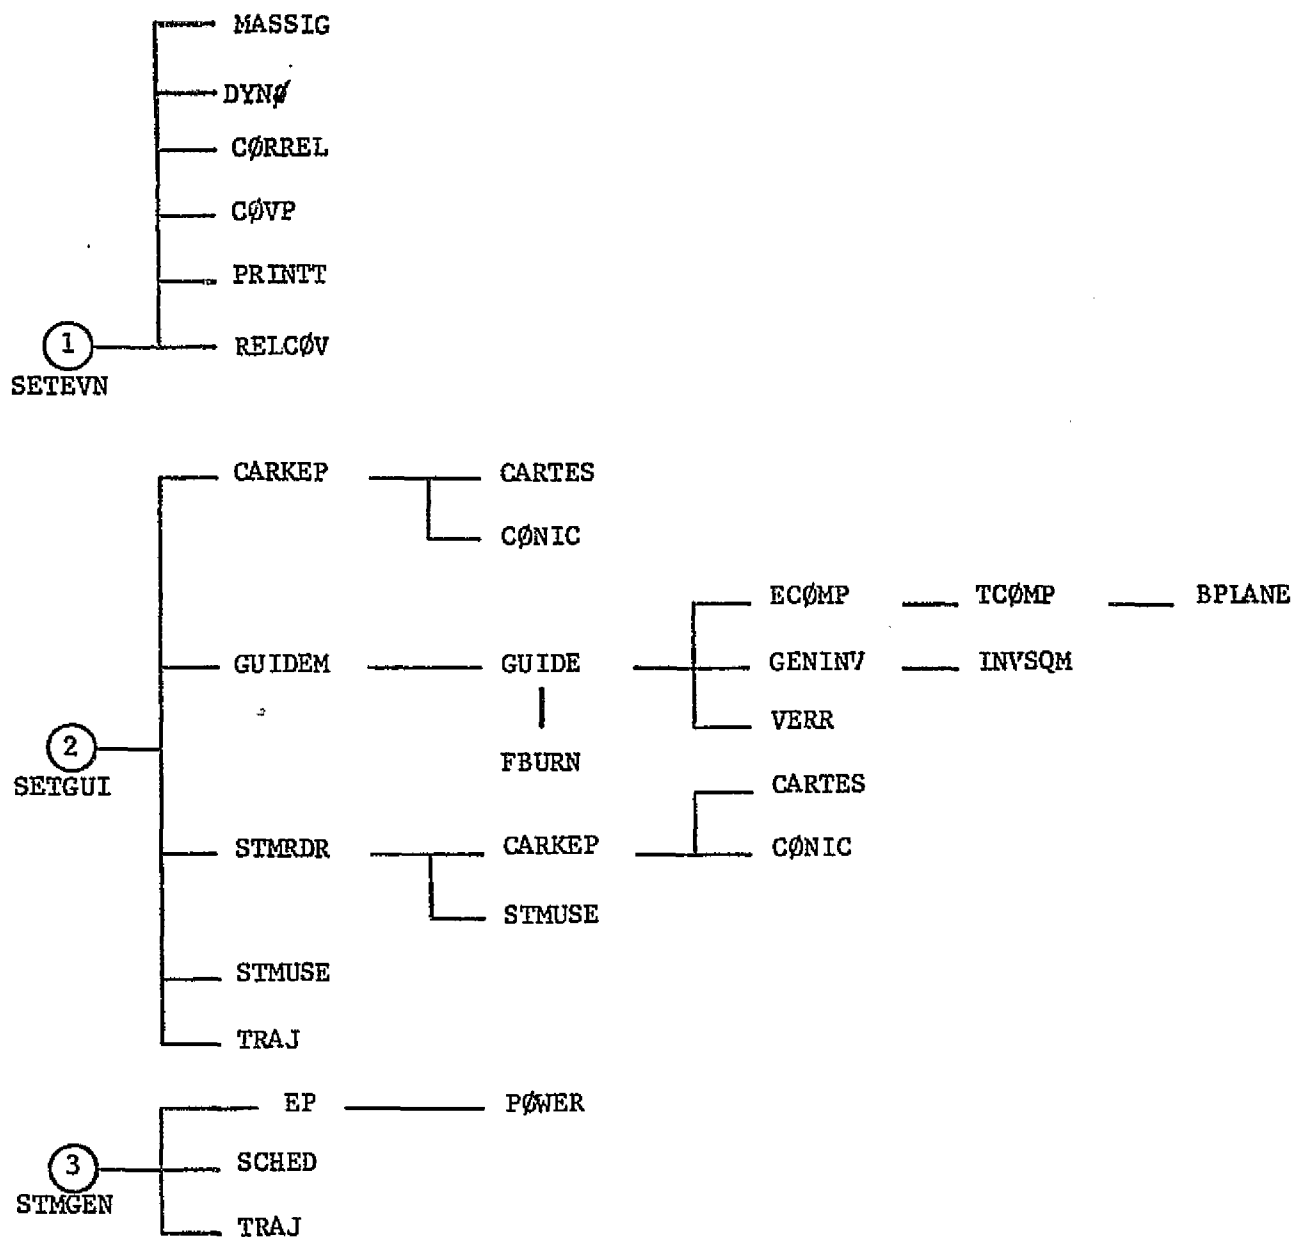 MASSIG
DYNØ
CØRREL
CØVP
PRINTT
1
RELCØV
SETEVN
CARKEP CARTES
CØNIC
ECØMP TCØMP BPLANE
GUIDEM GUIDE GENINV INVSQM
VERR
2
SETGUI
FBURN
CARTES
STMRDR CARKEP CØNIC
STMUSE
STMUSE
TRAJ
EP PØWER
3
SCHED
STMGEN
TRAJ